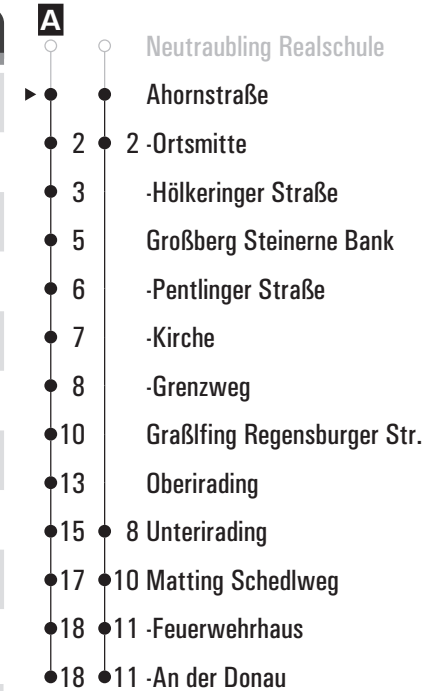 A
Neutraubling Realschule
Ahornstraße
2 2 -Ortsmitte
3 -Hölkeringer Straße
5 Großberg Steinerne Bank
6 -Pentlinger Straße
7 -Kirche
8 -Grenzweg
10 Graßlfing Regensburger Str.
13 Oberirading
15 8 Unterirading
17 10 Matting Schedlweg
18 11 -Feuerwehrhaus
18 11 -An der Donau